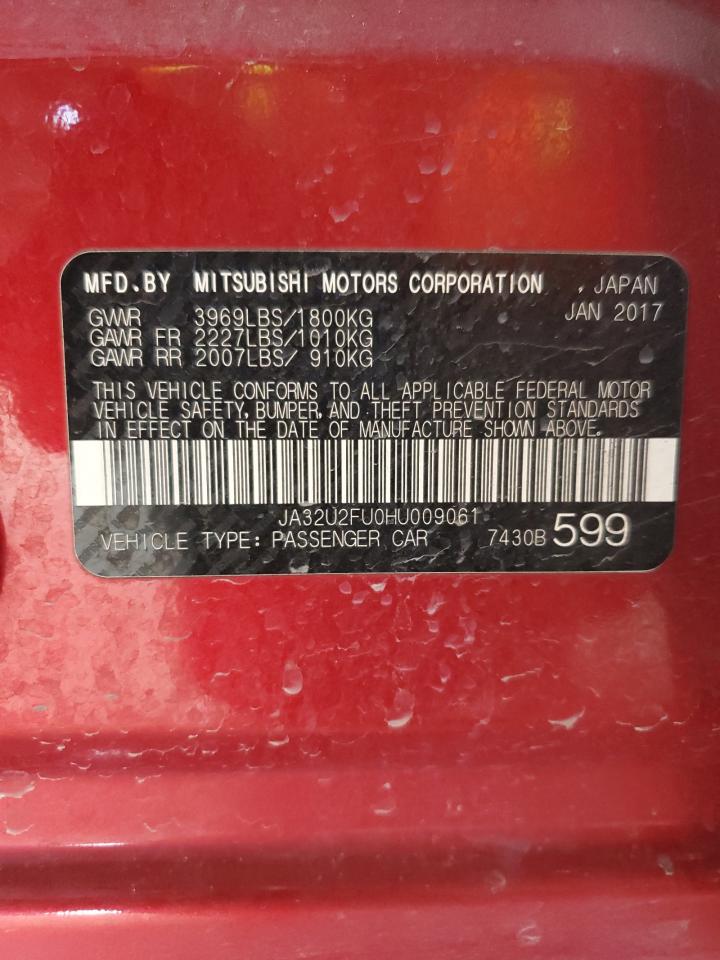 MFD.BY MITSUBISHI MOTORS CORPORATION , JAPAN
JAN 2017
GVWR 3969LBS/1800KG
GAWR FR 2227LBS/1010KG
GAWR RR 2007LBS/ 910KG
THIS VEHICLE CONFORMS TO ALL APPLICABLE FEDERAL MOTOR
VEHICLE SAFETY, BUMPER, AND THEFT PREVENTION STANDARDS
IN EFFECT ON THE DATE OF MANUFACTURE SHOWN ABOVE.
JA32U2FU0HU009061
VEHICLE TYPE: PASSENGER CAR 7430B 599